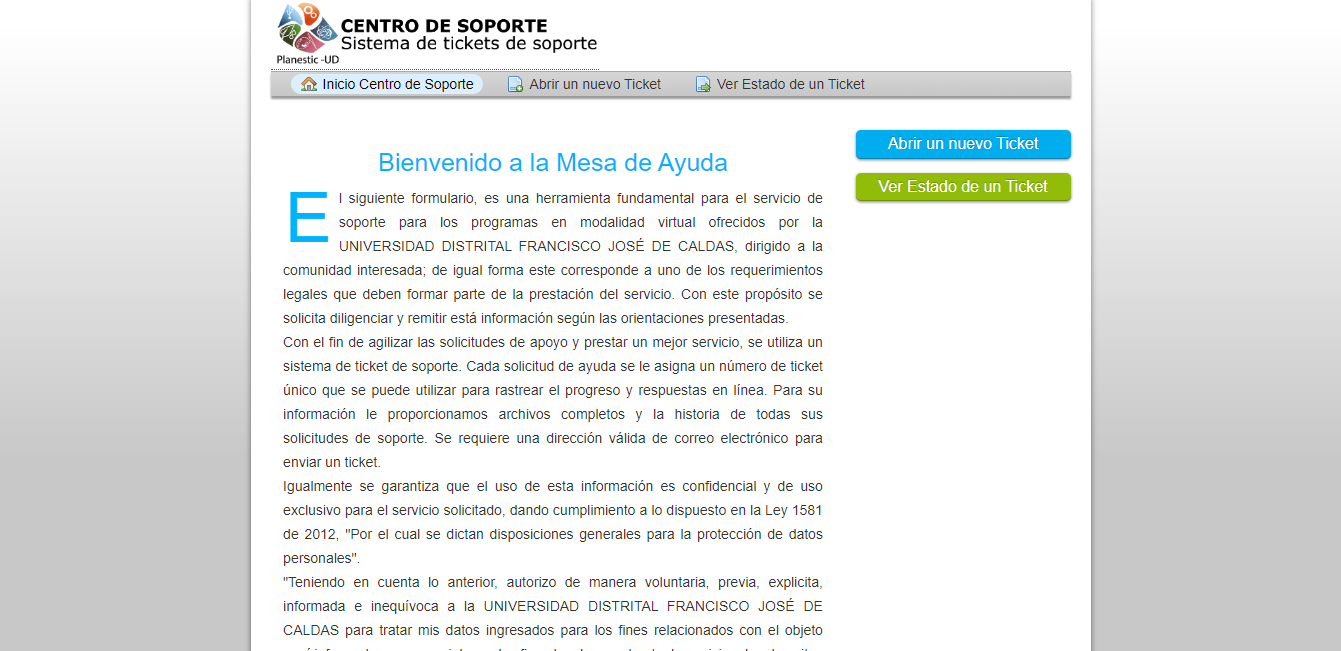 CENTRO DE SOPORTE
Sistema de tickets de soporte
Planestic -UD
Inicio Centro de Soporte
Abrir un nuevo Ticket
Ver Estado de un Ticket
Abrir un nuevo Ticket
Ver Estado de un Ticket
Bienvenido a la Mesa de Ayuda
El siguiente formulario, es una herramienta fundamental para el servicio de
soporte para los programas en modalidad virtual ofrecidos por la
UNIVERSIDAD DISTRITAL FRANCISCO JOSÉ DE CALDAS, dirigido a la
comunidad interesada; de igual forma este corresponde a uno de los requerimientos
legales que deben formar parte de la prestación del servicio. Con este propósito se
solicita diligenciar y remitir está información según las orientaciones presentadas.
Con el fin de agilizar las solicitudes de apoyo y prestar un mejor servicio, se utiliza un
sistema de ticket de soporte. Cada solicitud de ayuda se le asigna un número de ticket
único que se puede utilizar para rastrear el progreso y respuestas en línea. Para su
información le proporcionamos archivos completos y la historia de todas sus
solicitudes de soporte. Se requiere una dirección válida de correo electrónico para
enviar un ticket.
Igualmente se garantiza que el uso de esta información es confidencial y de uso
exclusivo para el servicio solicitado, dando cumplimiento a lo dispuesto en la Ley 1581
de 2012, "Por el cual se dictan disposiciones generales para la protección de datos
personales".
"Teniendo en cuenta lo anterior, autorizo de manera voluntaria, previa, explicita,
informada e inequívoca a la UNIVERSIDAD DISTRITAL FRANCISCO JOSÉ DE
CALDAS para tratar mis datos ingresados para los fines relacionados con el objeto